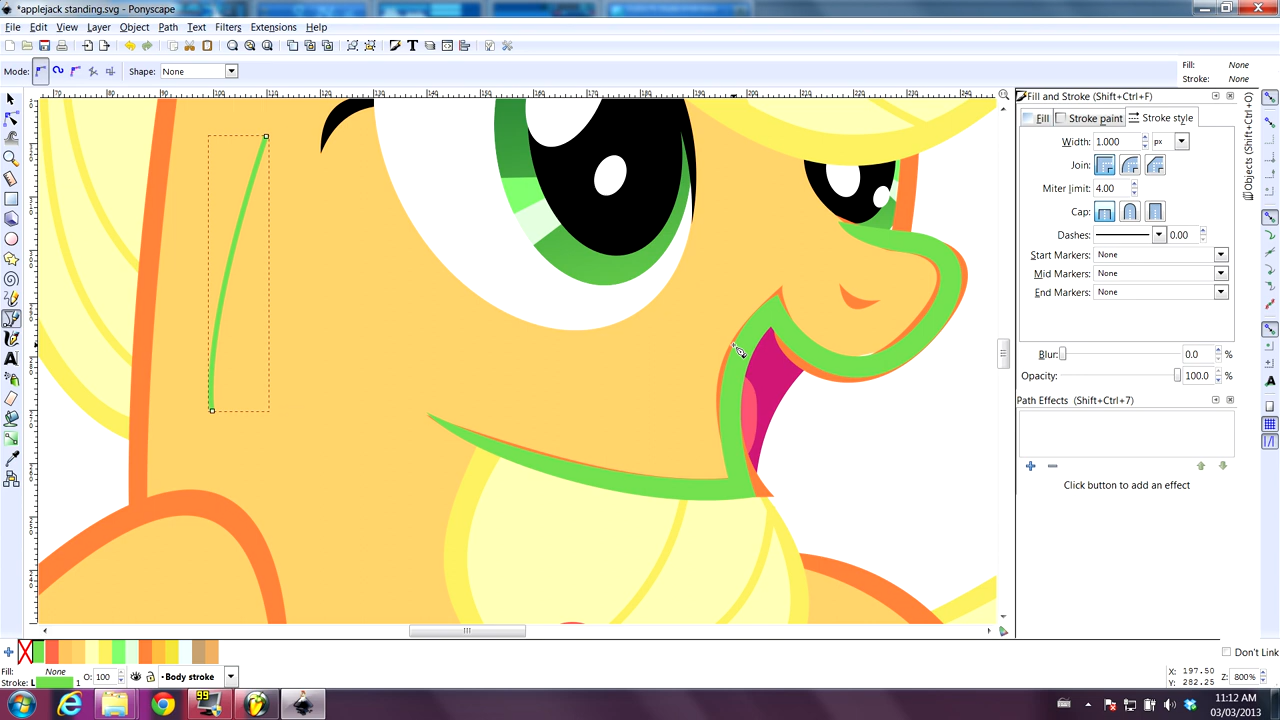 *applejack standing.svg - Ponyscape
File Edit View Layer Object Path Text Filters Extensions Help
Mode: Shape: None
Fill: None
Stroke: None
Fill and Stroke (Shift+Ctrl+F)
Fill Stroke paint Stroke style
Width: 1.000 px
Join:
Miter limit: 4.00
Cap:
Dashes: 0.00
Start Markers: None
Mid Markers: None
End Markers: None
Blur: 0.0 %
Opacity: 100.0 %
Path Effects (Shift+Ctrl+7)
Click button to add an effect
Objects (Shift+Ctrl+O)
Don't Link
Fill: None
Stroke: L 1 O: 100 •Body stroke
X: 197.50
Y: 282.25
Z: 800%
99
11:12 AM
03/03/2013